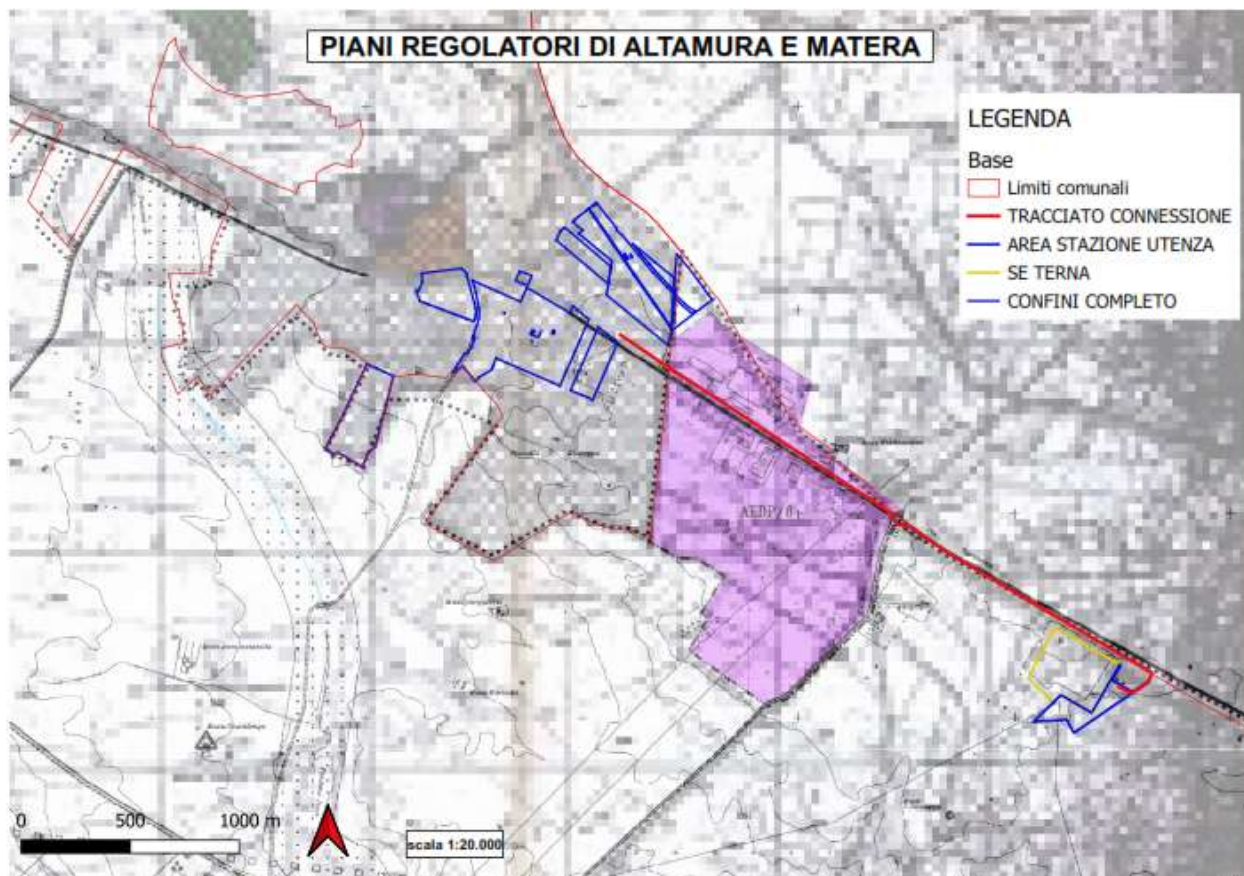 PIANI REGOLATORI DI ALTAMURA E MATERA
LEGENDA
Base
Limiti comunali
TRACCIATO CONNESSIONE
AREA STAZIONE UTENZA
SE TERNA
CONFINI COMPLETO
0 500 1000 m
scala 1:20.000